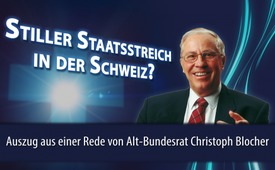 STILLER STAATSSTREICH
IN DER SCHWEIZ?
Auszug aus einer Rede von Alt-Bundesrat Christoph Blocher